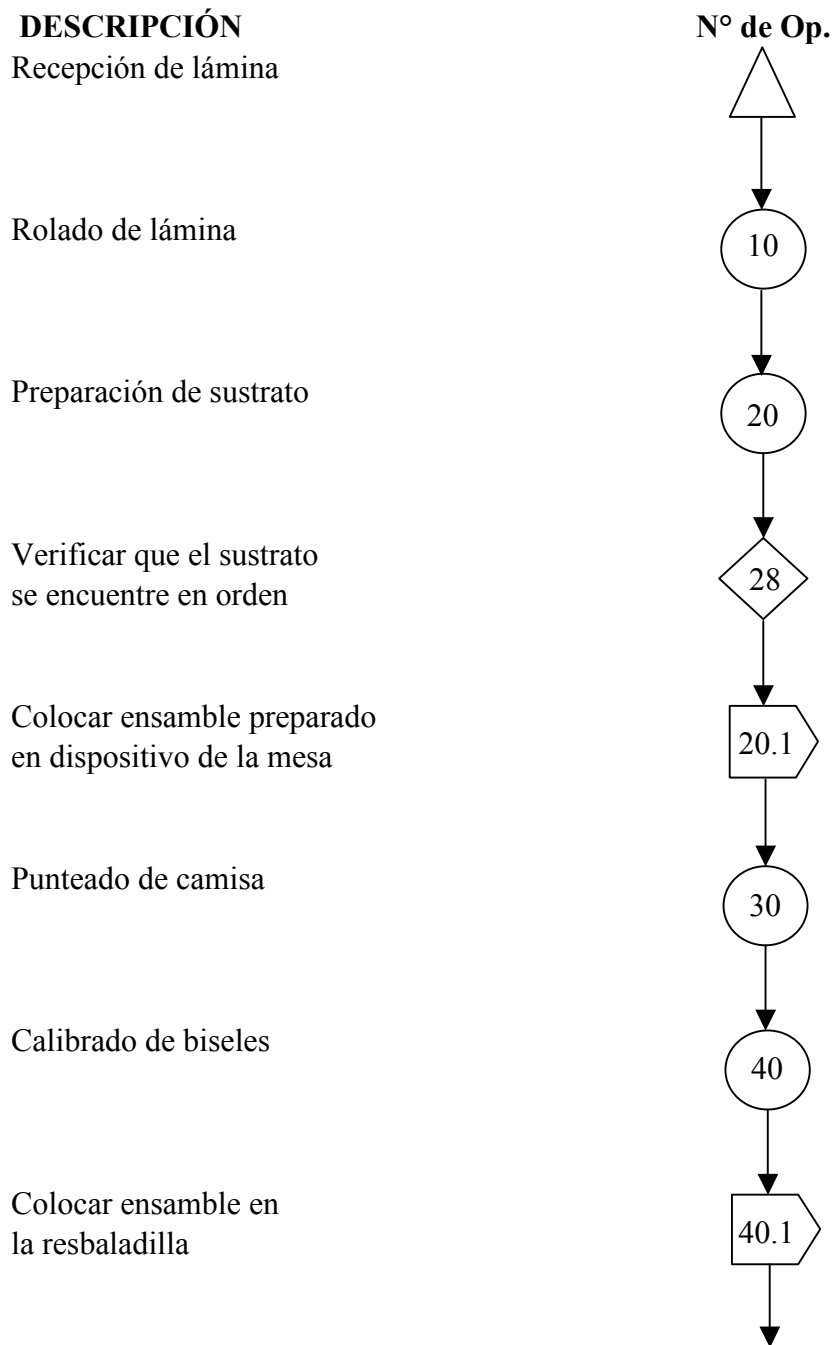 DESCRIPCIÓN N° de Op.
Recepción de lámina
Rolado de lámina
10
Preparación de sustrato
20
Verificar que el sustrato
se encuentre en orden
28
Colocar ensamble preparado
en dispositivo de la mesa
20.1
Punteado de camisa
30
Calibrado de biseles
40
Colocar ensamble en
la resbaladilla
40.1